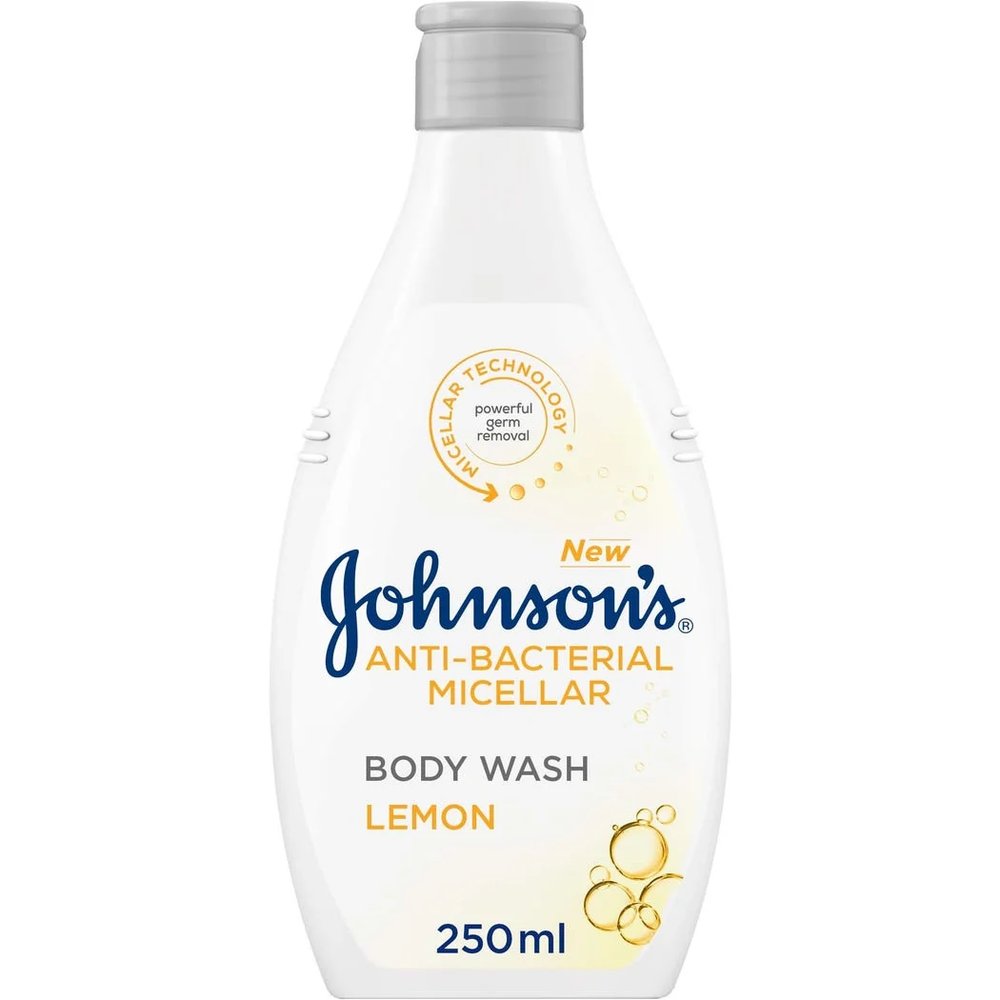 MICELLAR TECHNOLOGY
powerful
germ
removal
New
Johnson's®
ANTI-BACTERIAL
MICELLAR
BODY WASH
LEMON
250ml